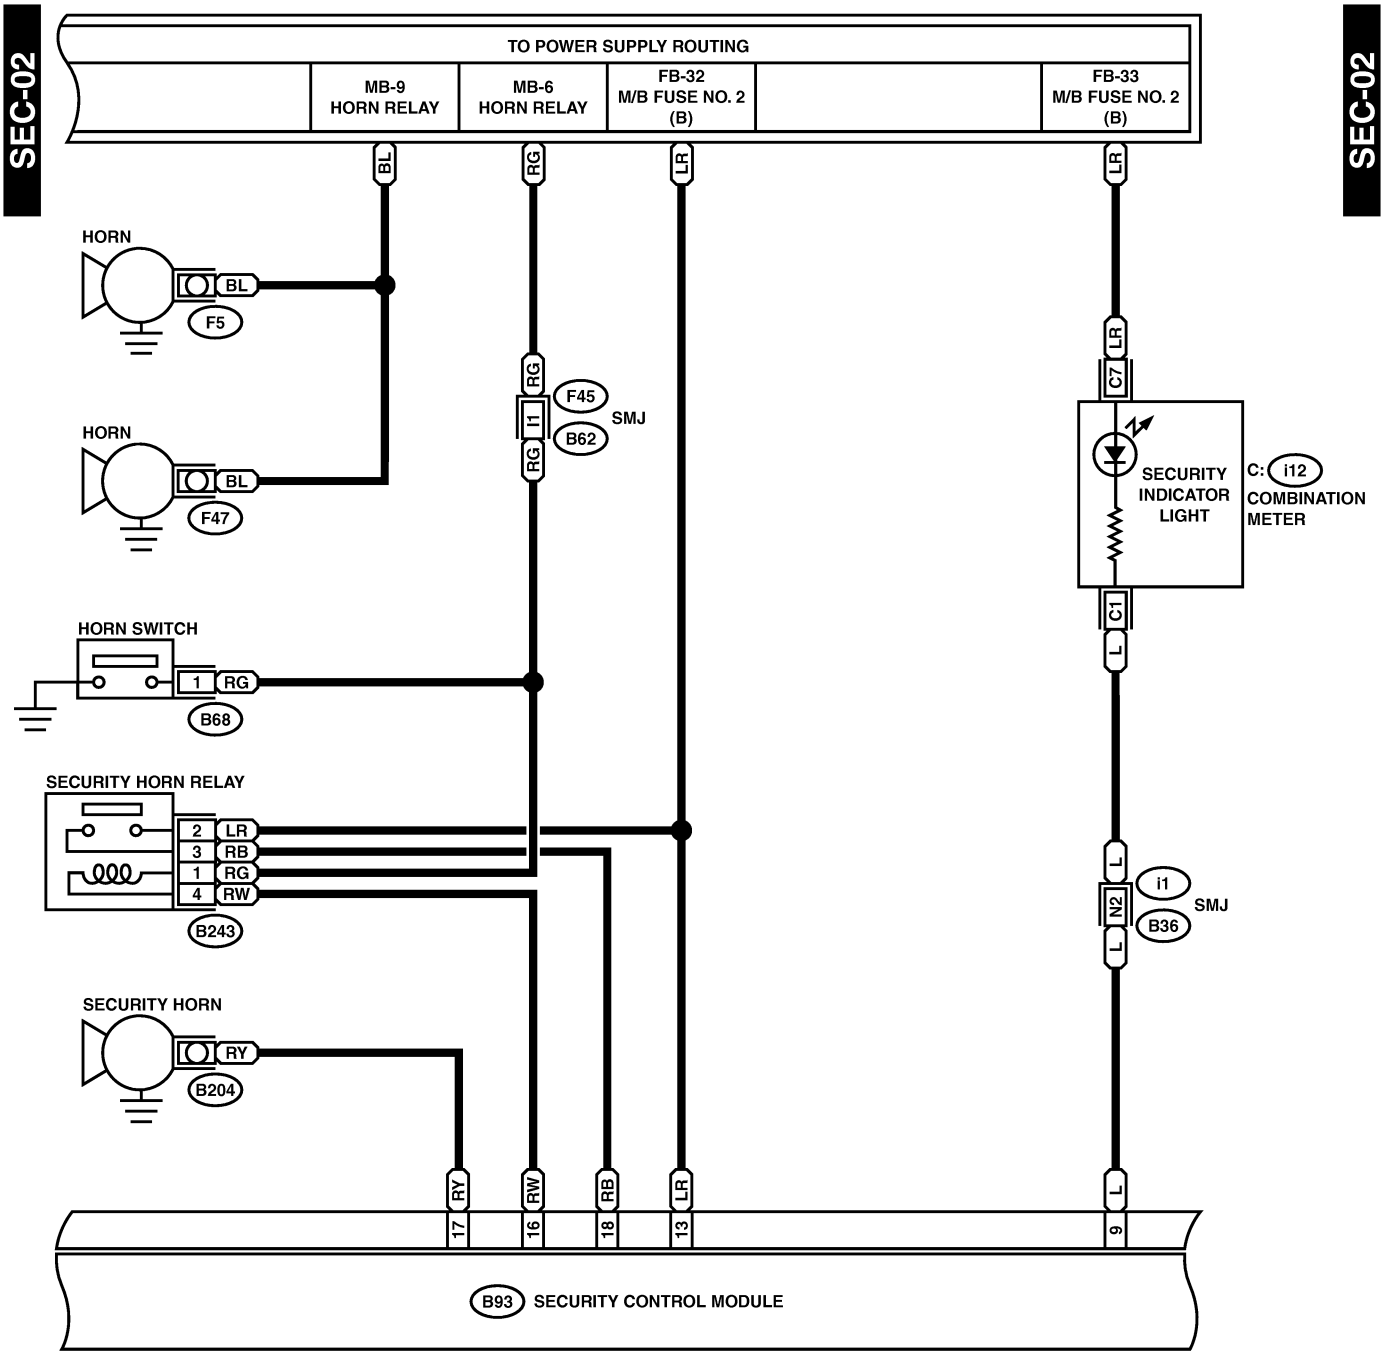 SEC-02
SEC-02
TO POWER SUPPLY ROUTING
MB-9
HORN RELAY
MB-6
HORN RELAY
FB-32
M/B FUSE NO. 2
(B)
FB-33
M/B FUSE NO. 2
(B)
BL
RG
LR
LR
HORN
BL
F5
LR
C7
RG
I1
RG
F45
B62
SMJ
HORN
BL
F47
SECURITY
INDICATOR
LIGHT
C: i12
COMBINATION
METER
C1
L
HORN SWITCH
1 RG
B68
SECURITY HORN RELAY
2 LR
3 RB
1 RG
4 RW
B243
L
N2
L
i1
B36
SMJ
SECURITY HORN
RY
B204
RY
RW
RB
LR
L
17
16
18
13
9
B93 SECURITY CONTROL MODULE